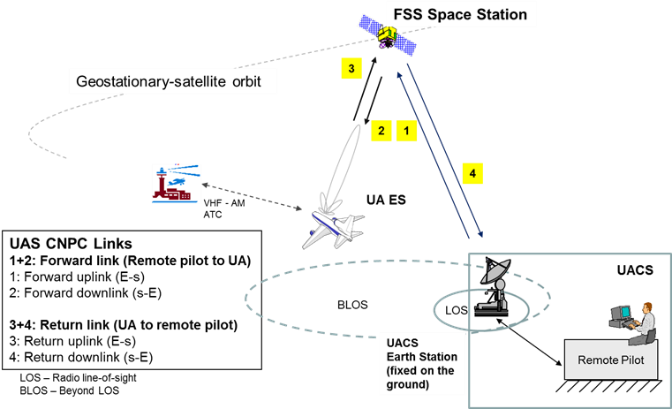 FSS Space Station
3
Geostationary-satellite orbit
2
1
4
VHF - AM
ATC
UA ES
UAS CNPC Links
1+2: Forward link (Remote pilot to UA)
1: Forward uplink (E-s)
2: Forward downlink (s-E)
3+4: Return link (UA to remote pilot)
3: Return uplink (E-s)
4: Return downlink (s-E)
LOS – Radio line-of-sight
BLOS – Beyond LOS
BLOS
LOS
UACS
Earth Station
(fixed on the
ground)
UACS
Remote Pilot